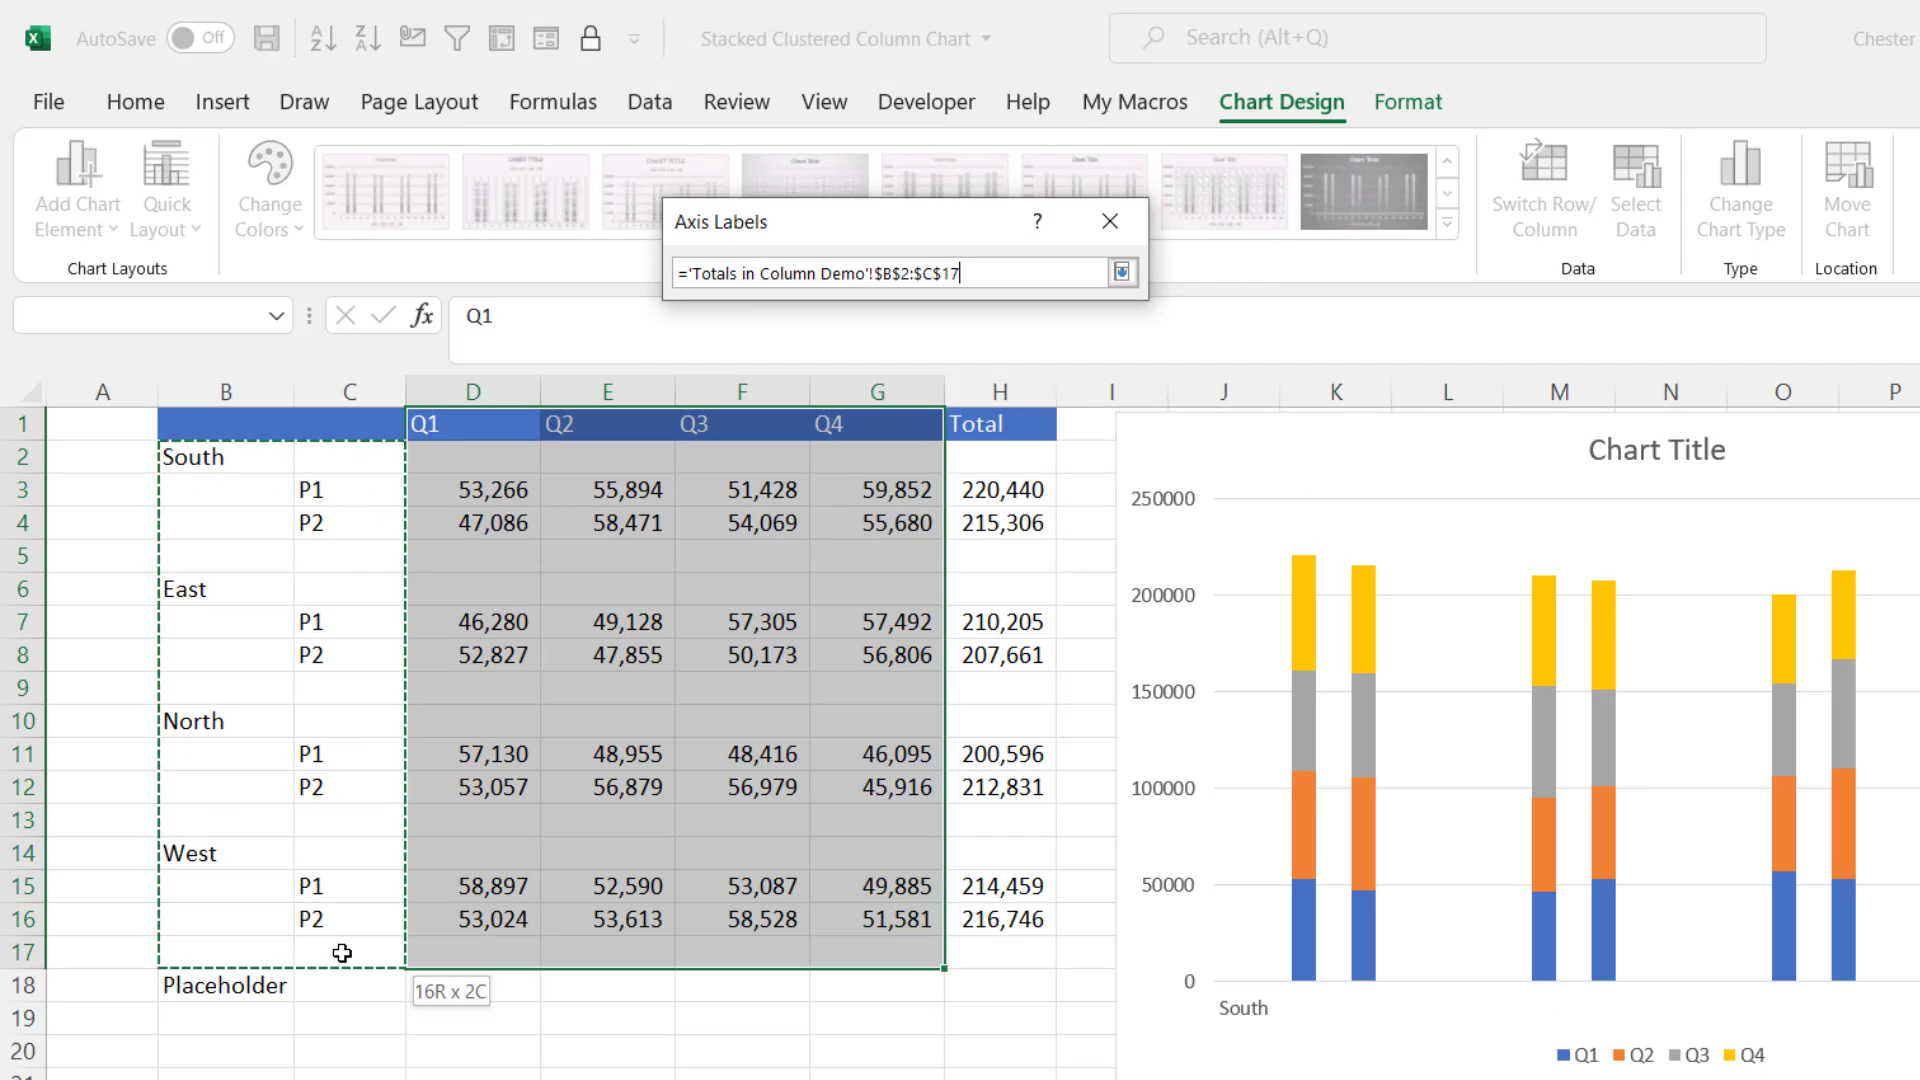 AutoSave Off Stacked Clustered Column Chart Search (Alt+Q) Chester
File Home Insert Draw Page Layout Formulas Data Review View Developer Help My Macros Chart Design Format
Add Chart Element Quick Layout Change Colors Switch Row/ Column Select Data Change Chart Type Move Chart
Chart Layouts Data Type Location
Axis Labels ?
='Totals in Column Demo'!$B$2:$C$17
fx Q1
A B C D E F G H I J K L M N O P
1 Q1 Q2 Q3 Q4 Total
2 South
3 P1 53,266 55,894 51,428 59,852 220,440
4 P2 47,086 58,471 54,069 55,680 215,306
5
6 East
7 P1 46,280 49,128 57,305 57,492 210,205
8 P2 52,827 47,855 50,173 56,806 207,661
9
10 North
11 P1 57,130 48,955 48,416 46,095 200,596
12 P2 53,057 56,879 56,979 45,916 212,831
13
14 West
15 P1 58,897 52,590 53,087 49,885 214,459
16 P2 53,024 53,613 58,528 51,581 216,746
17
18 Placeholder
16R x 2C
19
20
Chart Title
250000
200000
150000
100000
50000
0
South
Q1 Q2 Q3 Q4